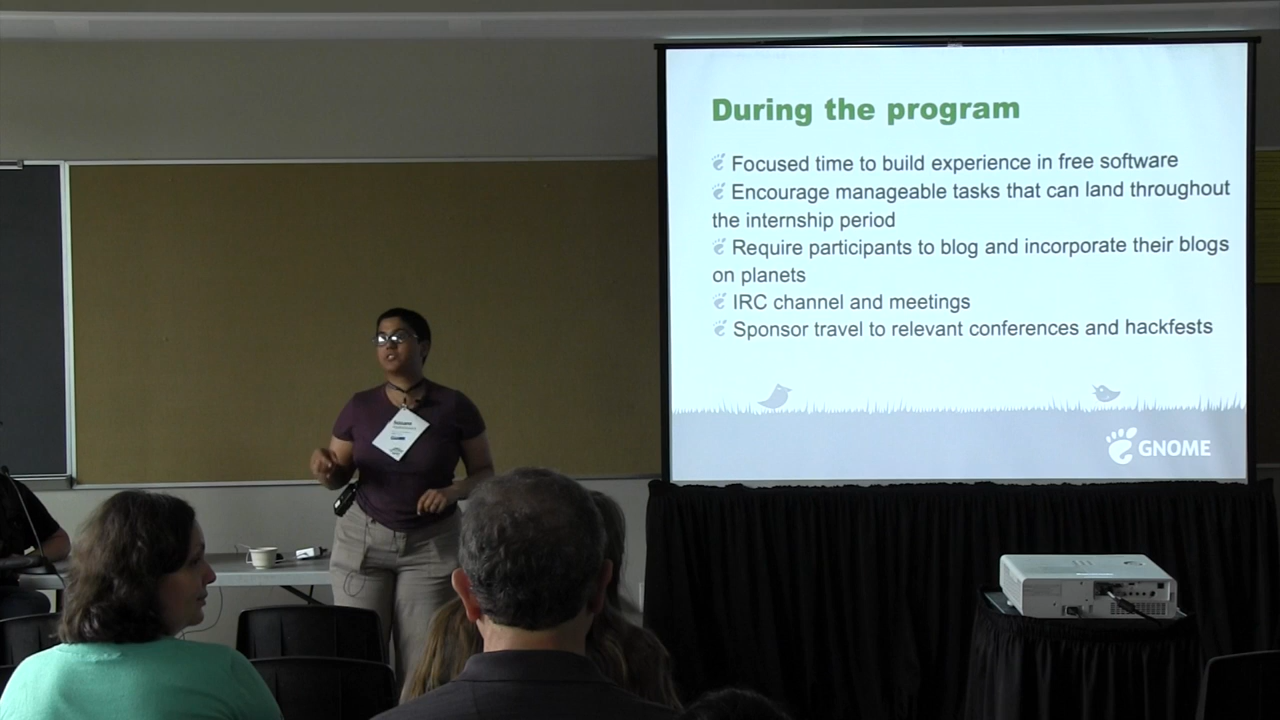 During the program
Focused time to build experience in free software
Encourage manageable tasks that can land throughout
the internship period
Require participants to blog and incorporate their blogs
on planets
IRC channel and meetings
Sponsor travel to relevant conferences and hackfests
GNOME